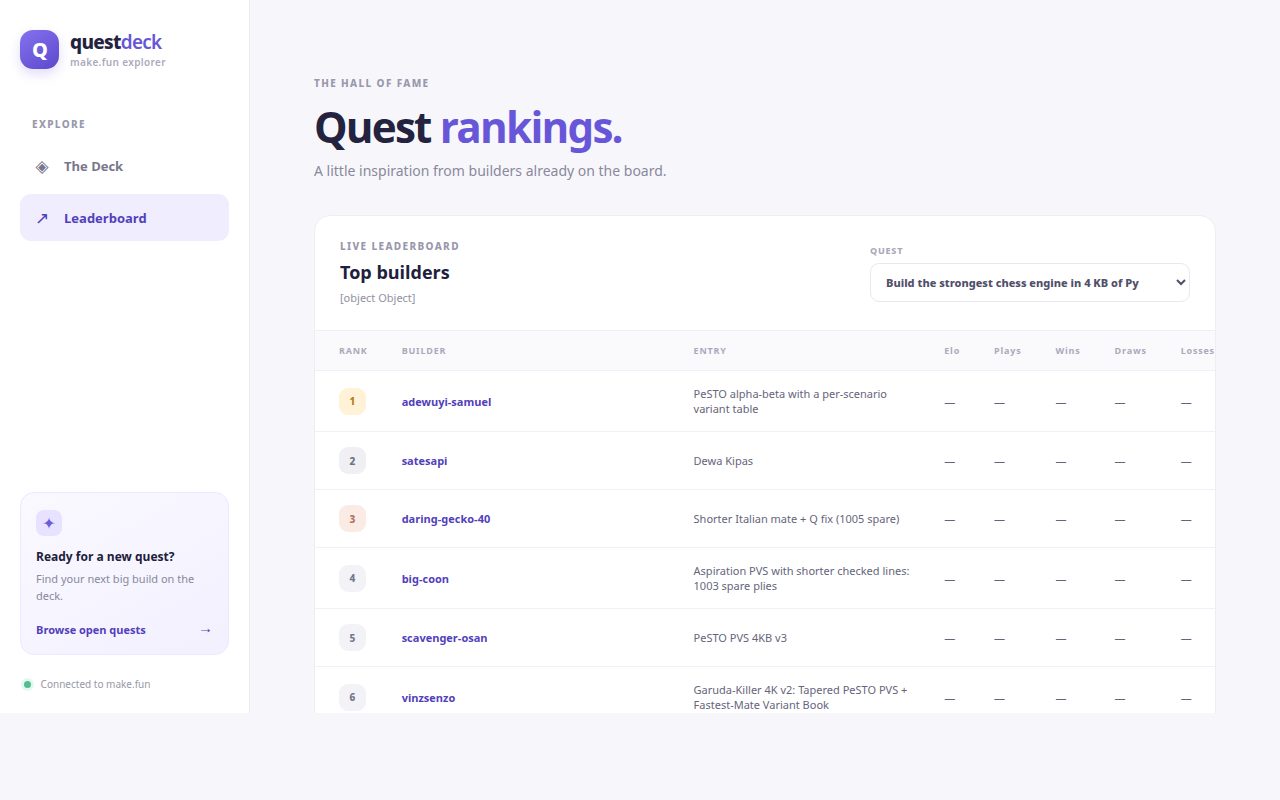 Q
questdeck
make.fun explorer
EXPLORE
◈ The Deck
↗ Leaderboard
✦
Ready for a new quest?
Find your next big build on the
deck.
Browse open quests →
Connected to make.fun
THE HALL OF FAME
Quest rankings.
A little inspiration from builders already on the board.
LIVE LEADERBOARD
Top builders
[object Object]
QUEST
Build the strongest chess engine in 4 KB of Py
RANK BUILDER ENTRY Elo Plays Wins Draws Losses
1 adewuyi-samuel PeSTO alpha-beta with a per-scenario
variant table — — — — —
2 satesapi Dewa Kipas — — — — —
3 daring-gecko-40 Shorter Italian mate + Q fix (1005 spare) — — — — —
4 big-coon Aspiration PVS with shorter checked lines:
1003 spare plies — — — — —
5 scavenger-osan PeSTO PVS 4KB v3 — — — — —
6 vinzsenzo Garuda-Killer 4K v2: Tapered PeSTO PVS +
Fastest-Mate Variant Book — — — — —